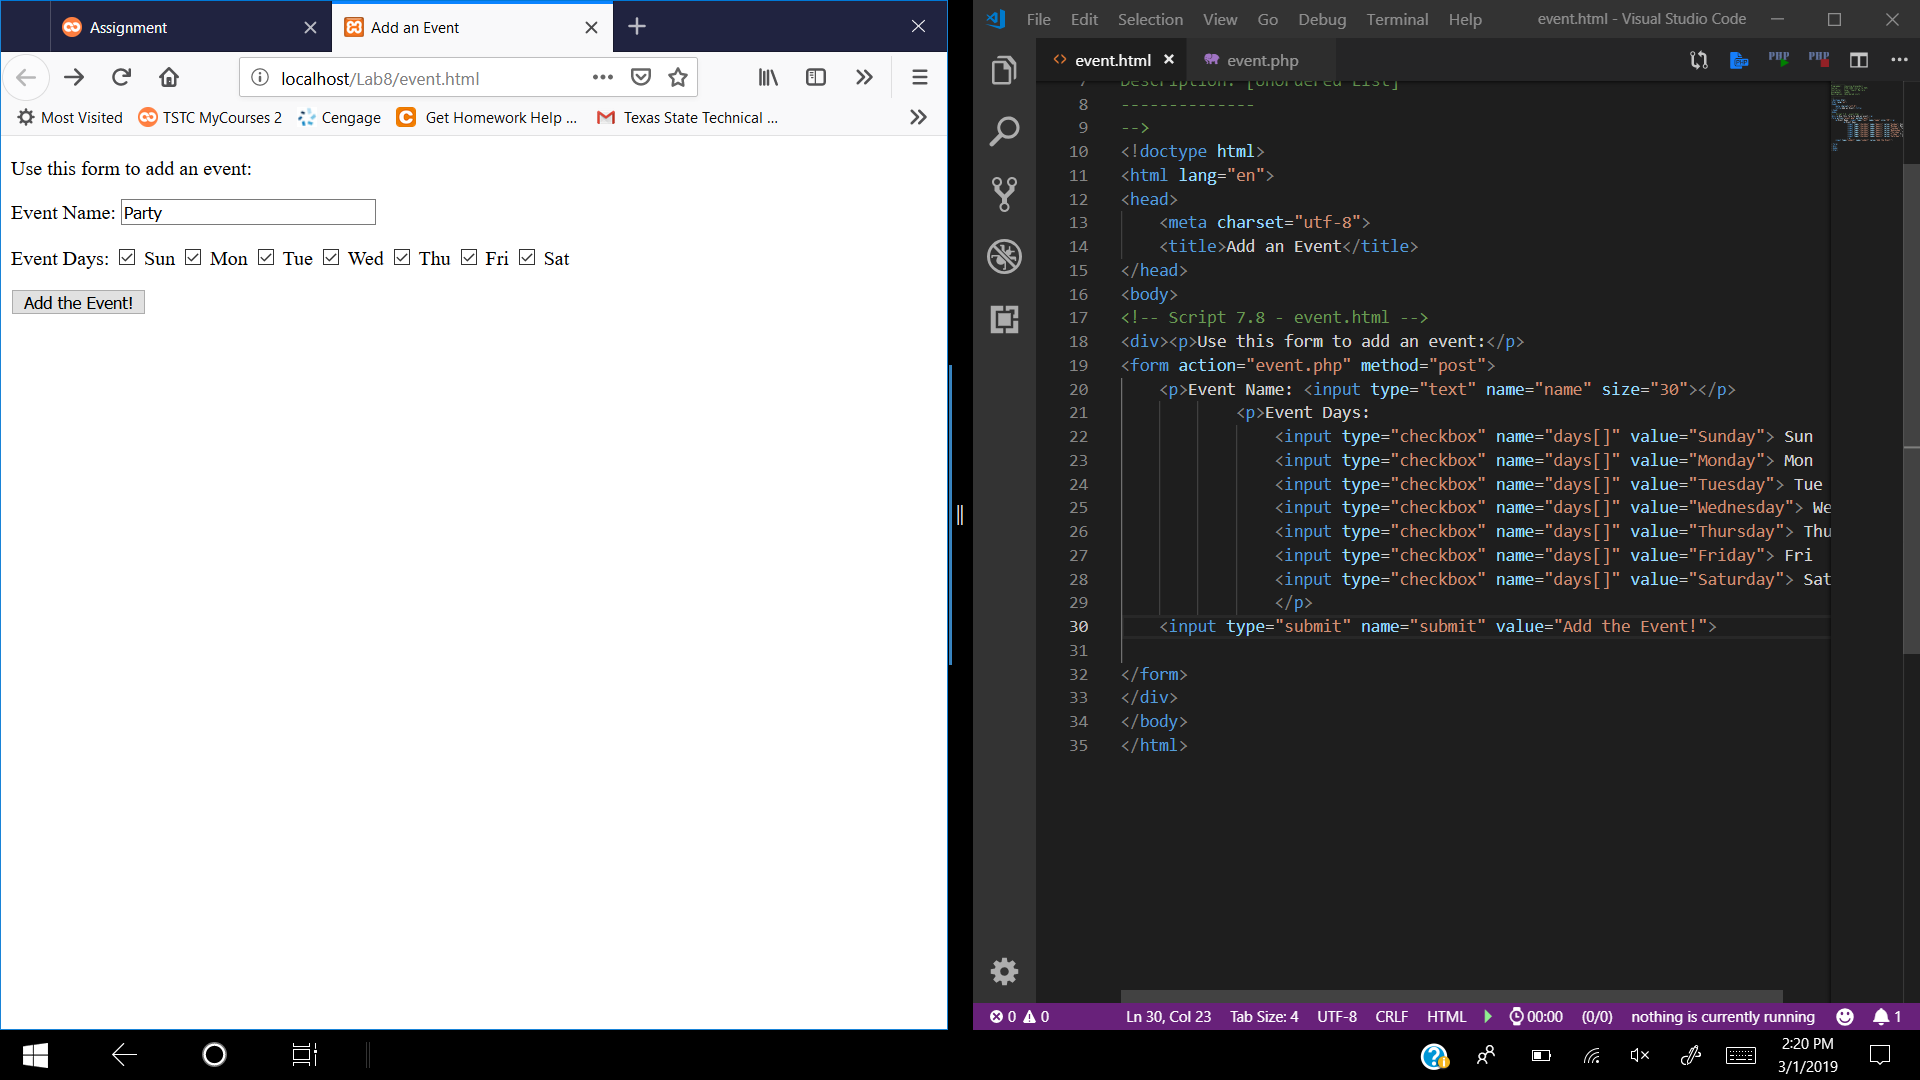 Assignment
Add an Event
localhost/Lab8/event.html
Most Visited
TSTC MyCourses 2
Cengage
Get Homework Help ...
Texas State Technical ...
Use this form to add an event:
Event Name: Party
Event Days: Sun Mon Tue Wed Thu Fri Sat
Add the Event!
File Edit Selection View Go Debug Terminal Help
event.html - Visual Studio Code
event.html
event.php
PHP PHP
7 Description: [Unordered List]
8 --------------
9 -->
10 <!doctype html>
11 <html lang="en">
12 <head>
13 <meta charset="utf-8">
14 <title>Add an Event</title>
15 </head>
16 <body>
17 <!-- Script 7.8 - event.html -->
18 <div><p>Use this form to add an event:</p>
19 <form action="event.php" method="post">
20 <p>Event Name: <input type="text" name="name" size="30"></p>
21 <p>Event Days:
22 <input type="checkbox" name="days[]" value="Sunday"> Sun
23 <input type="checkbox" name="days[]" value="Monday"> Mon
24 <input type="checkbox" name="days[]" value="Tuesday"> Tue
25 <input type="checkbox" name="days[]" value="Wednesday"> We
26 <input type="checkbox" name="days[]" value="Thursday"> Thu
27 <input type="checkbox" name="days[]" value="Friday"> Fri
28 <input type="checkbox" name="days[]" value="Saturday"> Sat
29 </p>
30 <input type="submit" name="submit" value="Add the Event!">
31
32 </form>
33 </div>
34 </body>
35 </html>
0 0
Ln 30, Col 23
Tab Size: 4
UTF-8
CRLF
HTML
00:00
(0/0)
nothing is currently running
1
2:20 PM
3/1/2019